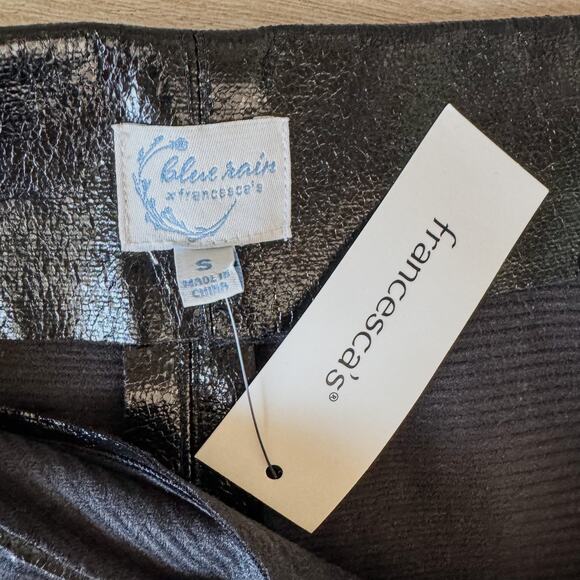 blue rain
®
x francesca's
S
MADE IN
CHINA
francesca's®